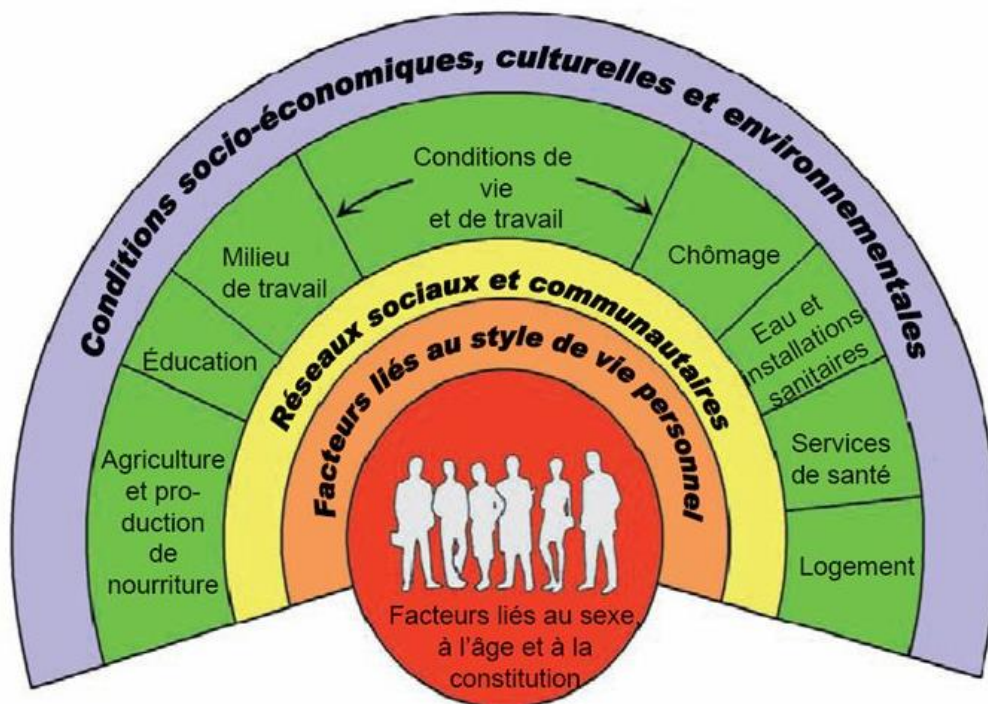 Conditions socio-économiques, culturelles et environnementales
Conditions de
vie
et de travail
Milieu
de travail
Chômage
Éducation
Eau et
installations
sanitaires
Agriculture
et pro-
duction
de
nourriture
Services
de santé
Logement
Réseaux sociaux et communautaires
Facteurs liés au style de vie personnel
Facteurs liés au sexe,
à l'âge et à la
constitution